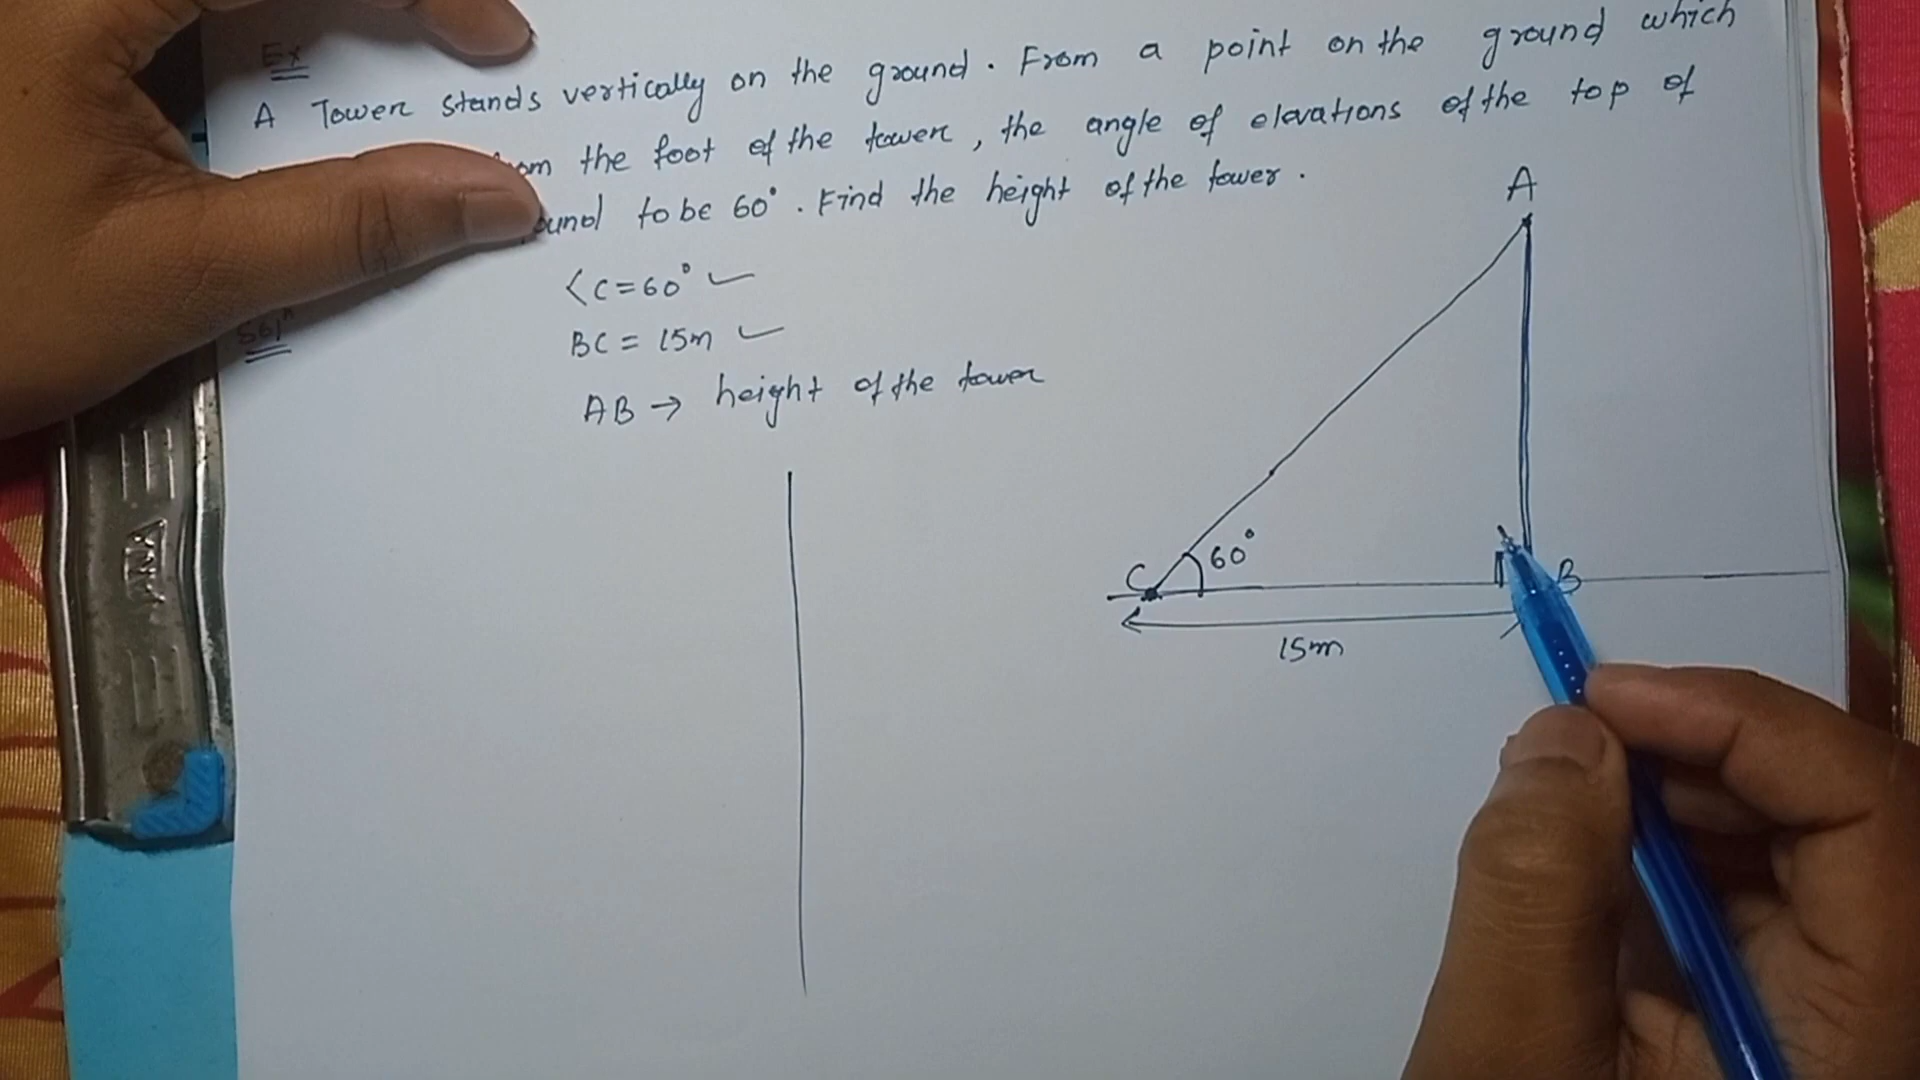 Ex
A Tower stands vertically on the ground. From a point on the ground which
the foot of the tower, the angle of elevations of the top of
to be 60°. Find the height of the tower.
Solⁿ
<C=60°
BC = 15m
AB → height of the tower
A
C
60°
B
15m